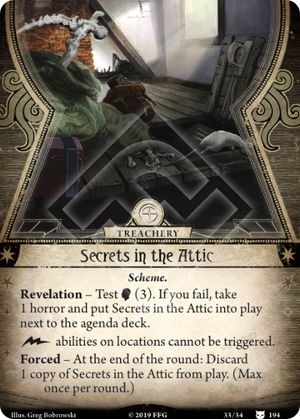 TREACHERY
Secrets in the Attic
Scheme.
Revelation – Test (3). If you fail, take
1 horror and put Secrets in the Attic into play
next to the agenda deck.
abilities on locations cannot be triggered.
Forced – At the end of the round: Discard
1 copy of Secrets in the Attic from play. (Max
once per round.)
Illus. Greg Bobrowski © 2019 FFG 33/34 194